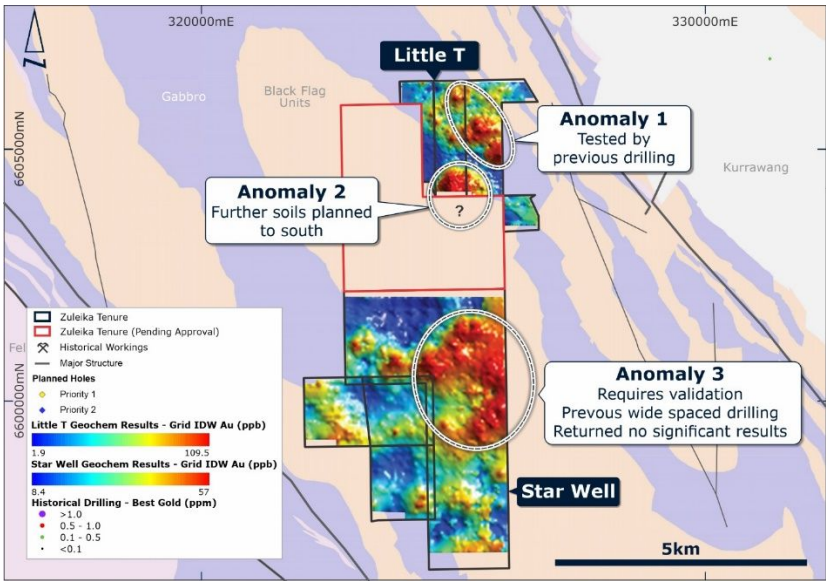 320000mE
330000mE
Little T
Gabbro
Black Flag
Units
Anomaly 1
Tested by
previous drilling
6605000mN
Kurrawang
Anomaly 2
Further soils planned
to south
?
Zuleika Tenure
Zuleika Tenure (Pending Approval)
Historical Workings
Major Structure
Planned Holes
Priority 1
Priority 2
Little T Geochem Results - Grid IDW Au (ppb)
1.9 109.5
Star Well Geochem Results - Grid IDW Au (ppb)
8.4 57
Historical Drilling - Best Gold (ppm)
>1.0
0.5 - 1.0
0.1 - 0.5
<0.1
Fel
6600000mN
Anomaly 3
Requires validation
Prevous wide spaced drilling
Returned no significant results
Star Well
5km